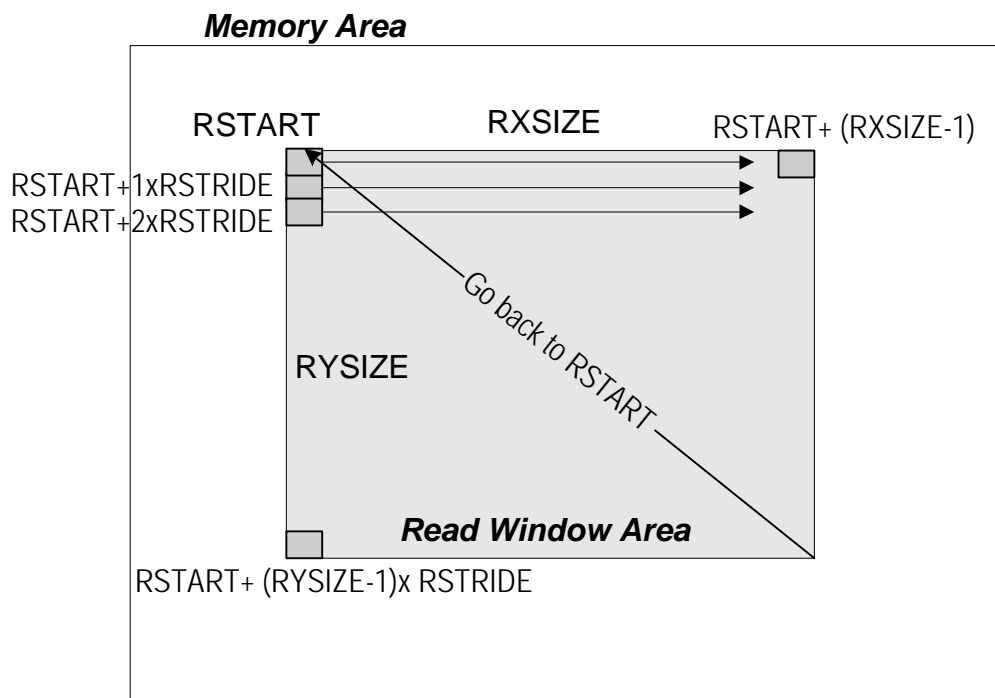 Memory Area
RSTART
RXSIZE
RSTART+ (RXSIZE-1)
RSTART+1xRSTRIDE
RSTART+2xRSTRIDE
Go back to RSTART
RYSIZE
Read Window Area
RSTART+ (RYSIZE-1)x RSTRIDE